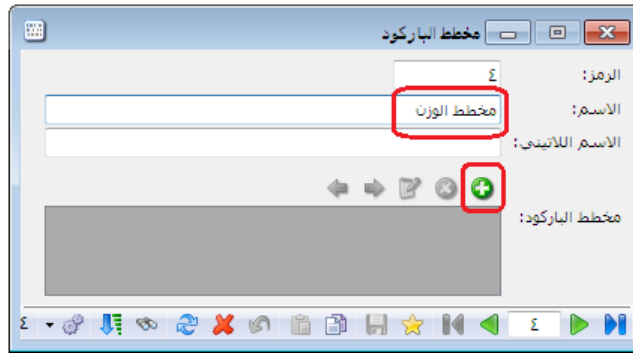 مخطط الباركود
الرمز: ٤
الاسم: مخطط الوزن
الاسم اللاتيني:
مخطط الباركود:
٤ ٤